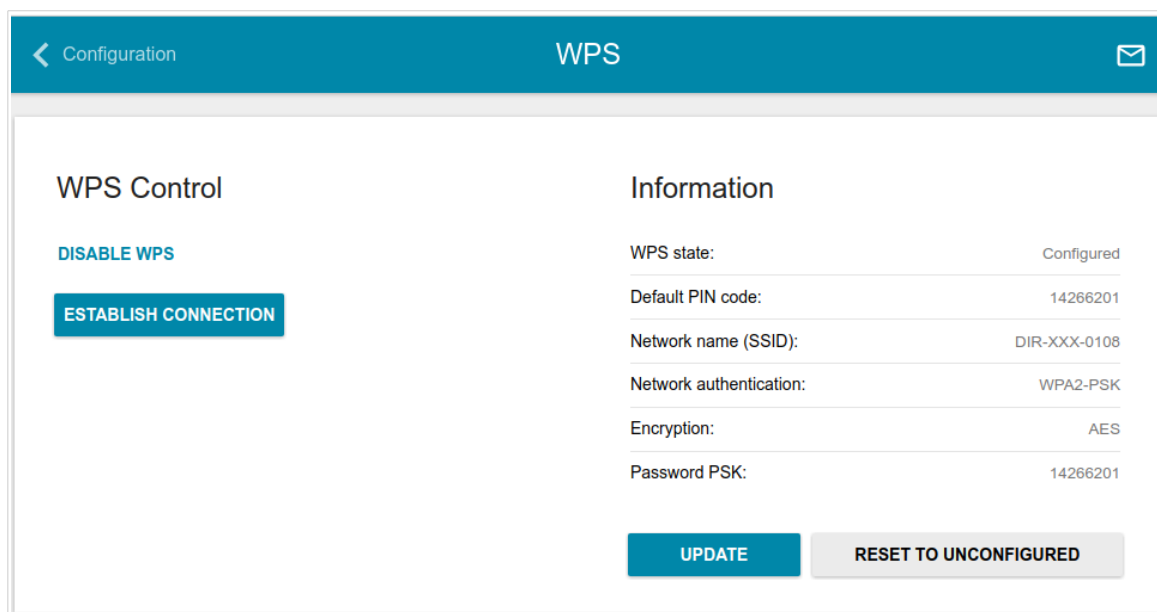 Configuration
WPS
WPS Control
DISABLE WPS
ESTABLISH CONNECTION
Information
WPS state: Configured
Default PIN code: 14266201
Network name (SSID): DIR-XXX-0108
Network authentication: WPA2-PSK
Encryption: AES
Password PSK: 14266201
UPDATE RESET TO UNCONFIGURED